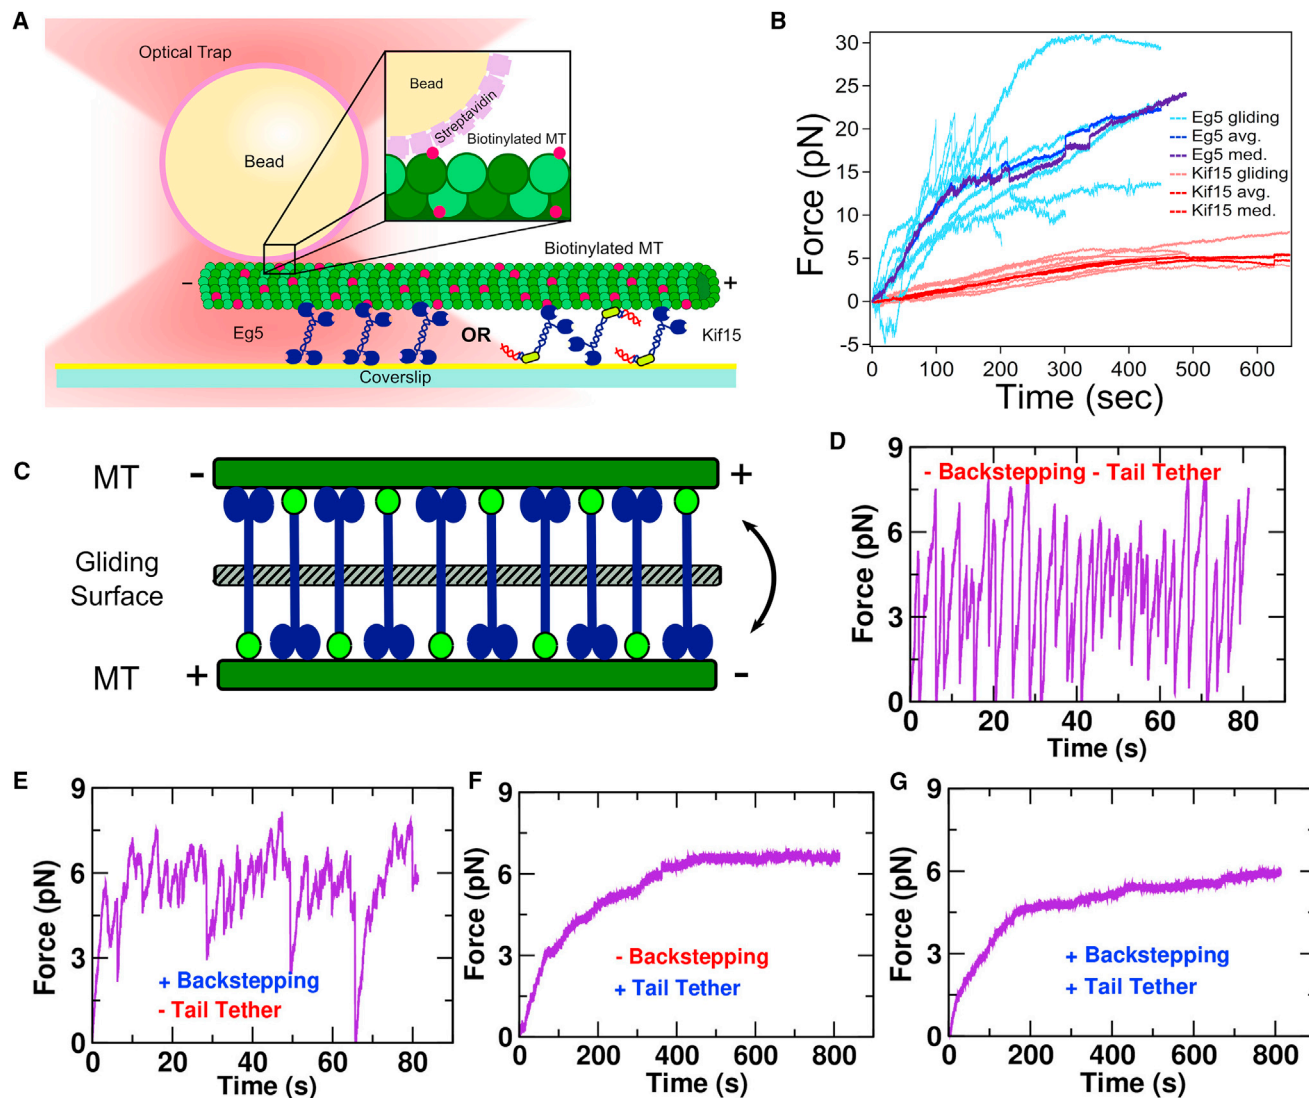 A
Optical Trap
Bead
Bead
Streptavidin
Biotinylated MT
Biotinylated MT
-
+
Eg5
OR
Kif15
Coverslip
B
Force (pN)
30
25
20
15
10
5
0
-5
Eg5 gliding
Eg5 avg.
Eg5 med.
Kif15 gliding
Kif15 avg.
Kif15 med.
0 100 200 300 400 500 600
Time (sec)
C
MT - +
Gliding
Surface
MT + -
D
- Backstepping - Tail Tether
Force (pN)
9
6
3
0
0 20 40 60 80
Time (s)
E
Force (pN)
9
6
3
0
+ Backstepping
- Tail Tether
0 20 40 60 80
Time (s)
F
Force (pN)
9
6
3
0
- Backstepping
+ Tail Tether
0 200 400 600 800
Time (s)
G
Force (pN)
9
6
3
0
+ Backstepping
+ Tail Tether
0 200 400 600 800
Time (s)